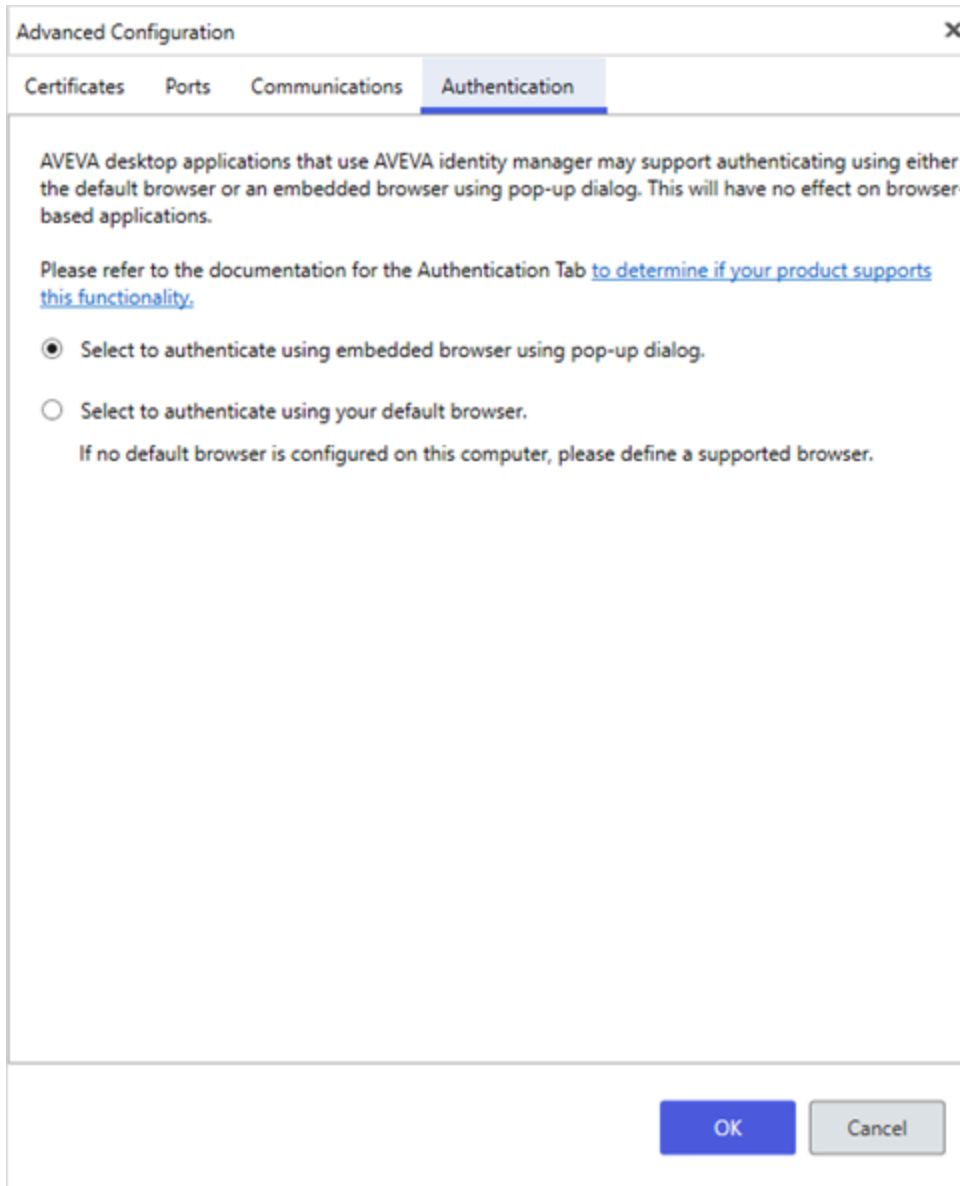 Advanced Configuration
Certificates Ports Communications Authentication
AVEVA desktop applications that use AVEVA identity manager may support authenticating using either
the default browser or an embedded browser using pop-up dialog. This will have no effect on browser-
based applications.
Please refer to the documentation for the Authentication Tab to determine if your product supports
this functionality.
Select to authenticate using embedded browser using pop-up dialog.
Select to authenticate using your default browser.
If no default browser is configured on this computer, please define a supported browser.
OK Cancel